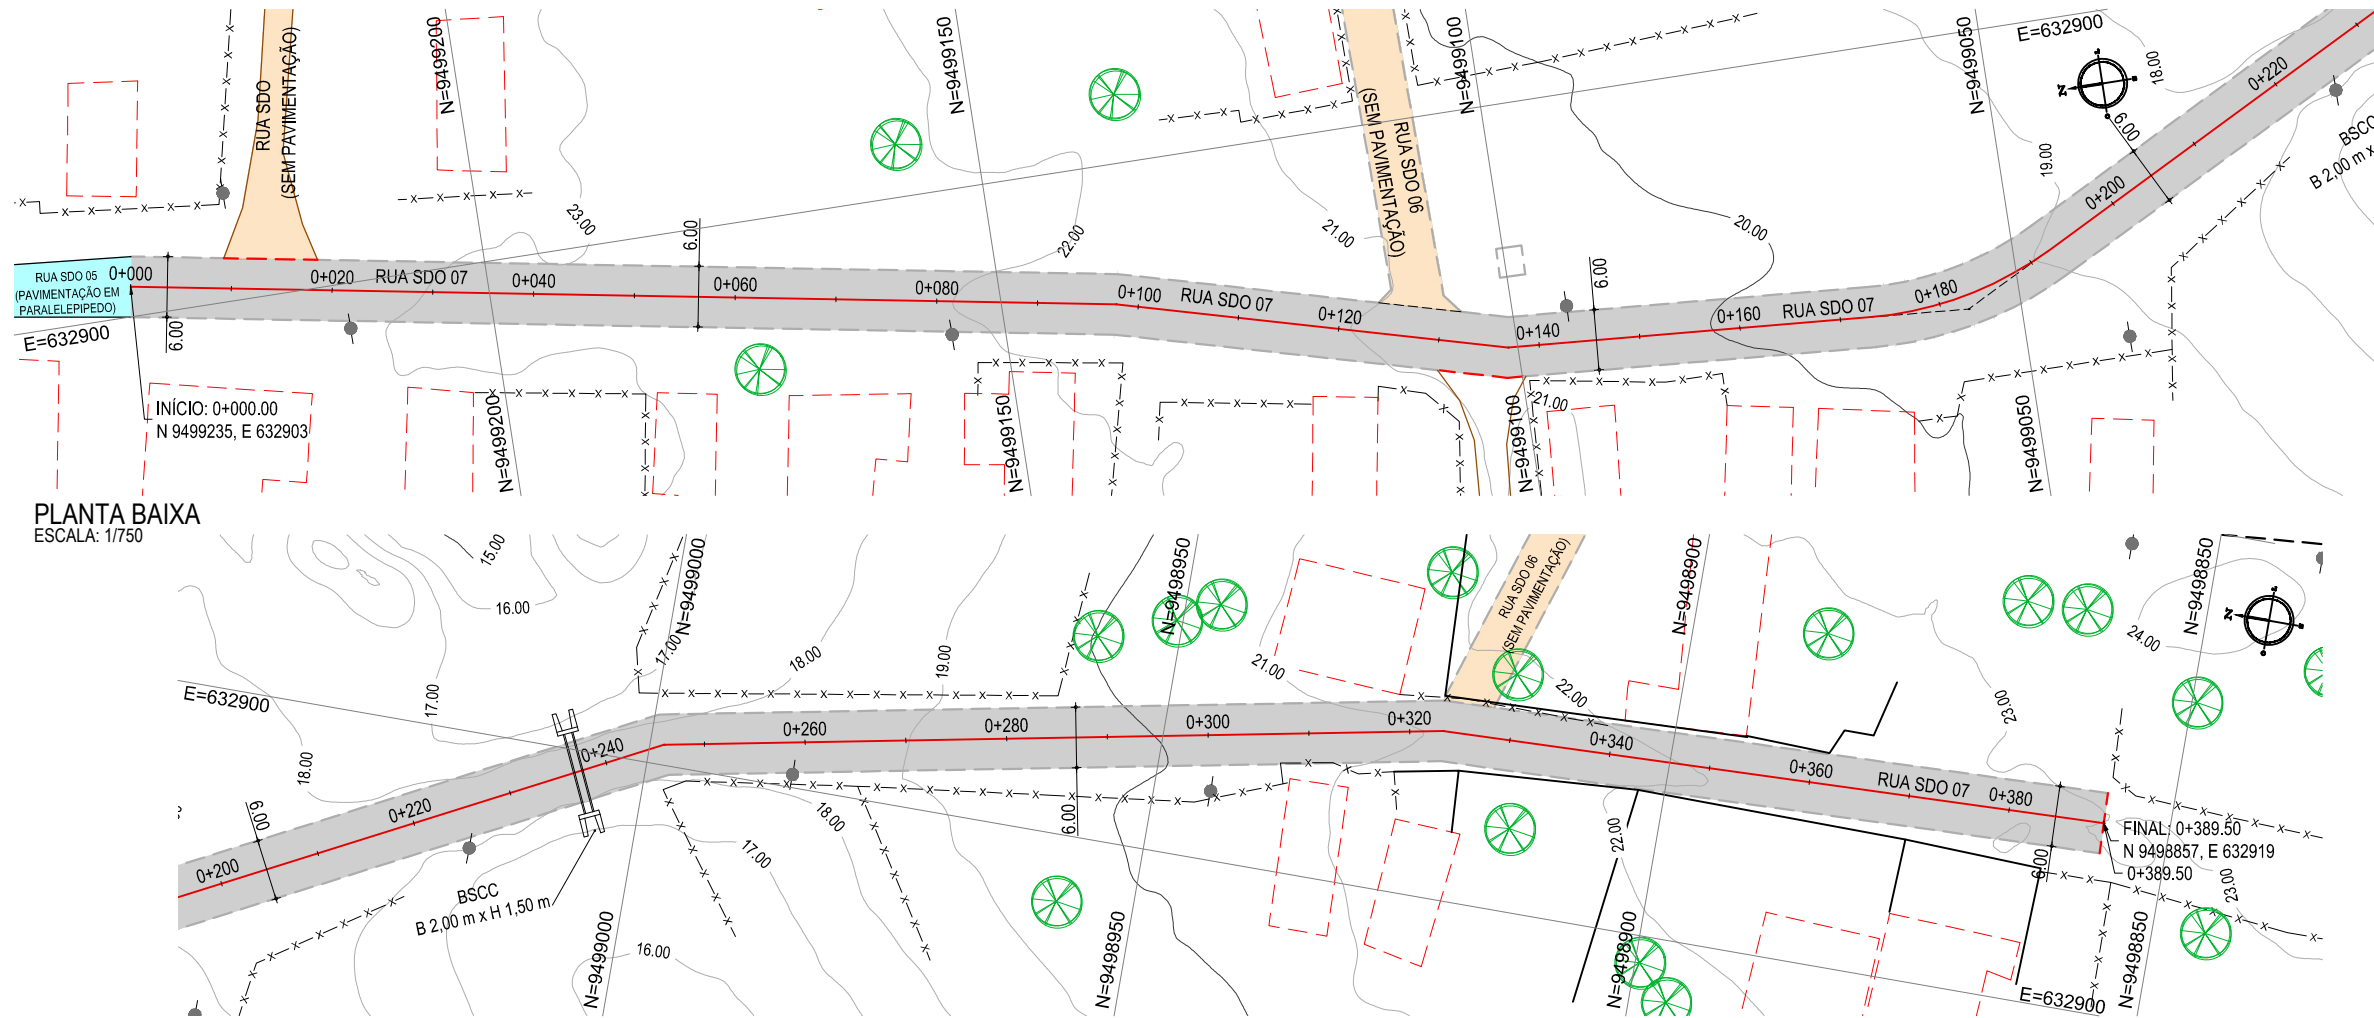 N=9499200
N=9499150
N=9499100
N=9499050
E=632900
18.00
0+220
RUA SDO
(SEM PAVIMENTAÇÃO)
RUA SDO 06
(SEM PAVIMENTAÇÃO)
6.00
BSCC
B 2,00 m x
19.00
0+200
23.00
6.00
22.00
21.00
20.00
RUA SDO 05
(PAVIMENTAÇÃO EM
PARALELEPIPEDO)
0+000
0+020
RUA SDO 07
0+040
0+060
0+080
0+100
RUA SDO 07
0+120
0+140
6.00
0+160
RUA SDO 07
0+180
E=632900
6.00
INÍCIO: 0+000.00
N 9499235, E 632903
N=9499200
N=9499150
N=9499100
21.00
N=9499050
PLANTA BAIXA
ESCALA: 1/750
15.00
16.00
N=9499000
17.00
18.00
19.00
N=9498950
21.00
RUA SDO 06
(SEM PAVIMENTAÇÃO)
22.00
N=9498900
23.00
24.00
N=9498850
E=632900
17.00
18.00
0+200
6.00
0+220
0+240
0+260
0+280
0+300
0+320
0+340
0+360
RUA SDO 07
0+380
BSCC
B 2,00 m x H 1,50 m
18.00
17.00
16.00
6.00
22.00
6.00
FINAL: 0+389.50
N 9498857, E 632919
0+389.50
23.00
N=9499000
N=9498950
N=9498900
E=632900
N=9498850